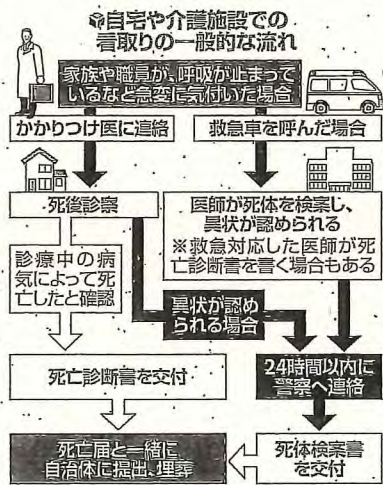 自宅や介護施設での
看取りの一般的な流れ
家族や職員が、呼吸が止まって
いるなど急変に気付いた場合
かかりつけ医に連絡
救急車を呼んだ場合
死後診察
医師が死体を検案し、
異状が認められる
※救急対応した医師が死
亡診断書を書く場合もある
診療中の病
気によって死
亡したと確認
異状が認め
られる場合
死亡診断書を交付
24時間以内に
警察へ連絡
死亡届と一緒に
自治体に提出、埋葬
死体検案書
を交付